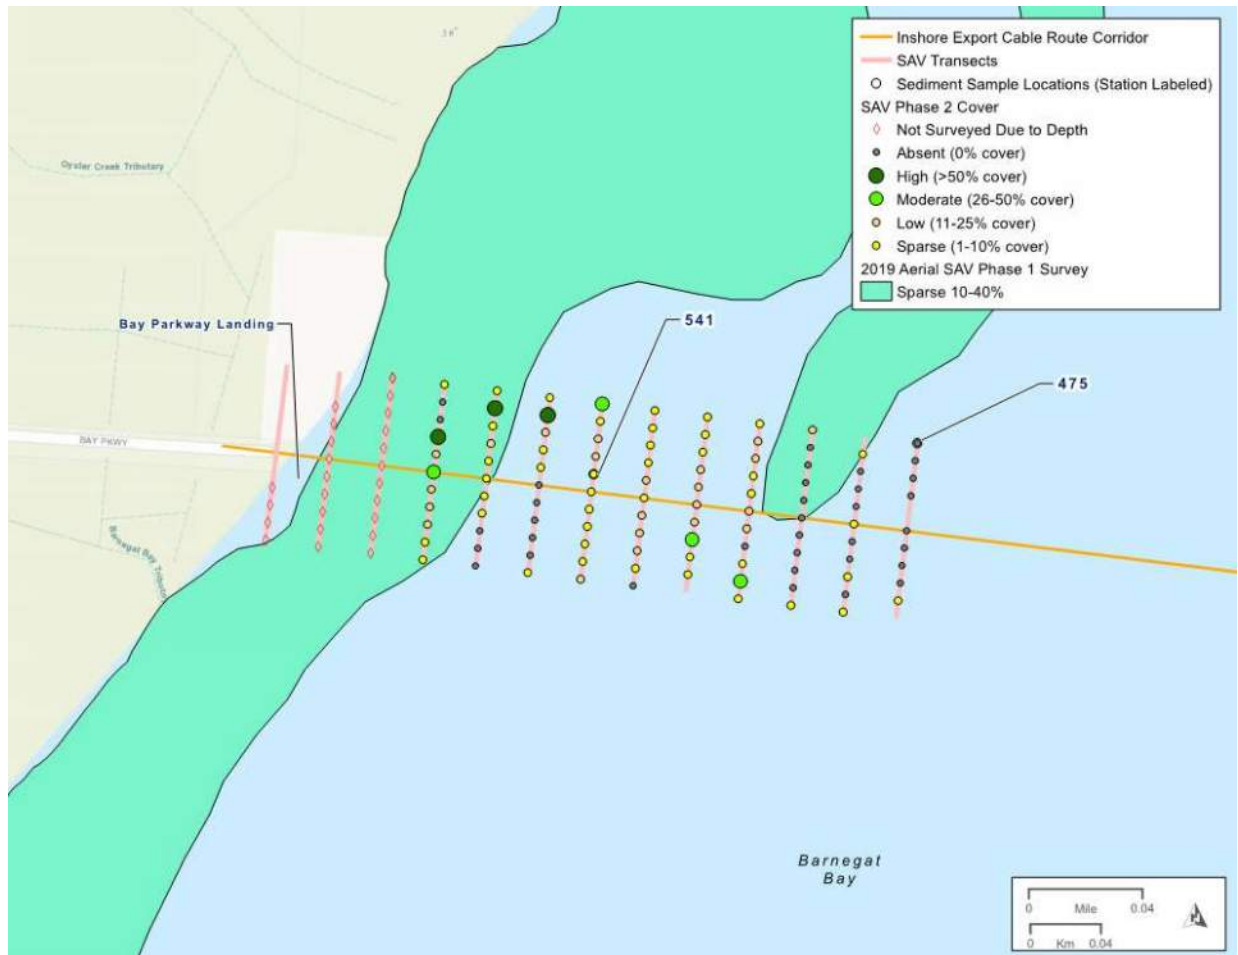 Inshore Export Cable Route Corridor
SAV Transects
Sediment Sample Locations (Station Labeled)
SAV Phase 2 Cover
Not Surveyed Due to Depth
Absent (0% cover)
High (>50% cover)
Moderate (26-50% cover)
Low (11-25% cover)
Sparse (1-10% cover)
2019 Aerial SAV Phase 1 Survey
Sparse 10-40%
Oyster Creek Tributary
Bay Parkway Landing
541
475
BAY PKWY
Barnegat Bay Tributary
Barnegat
Bay
0 Mile 0.04
0 Km 0.04